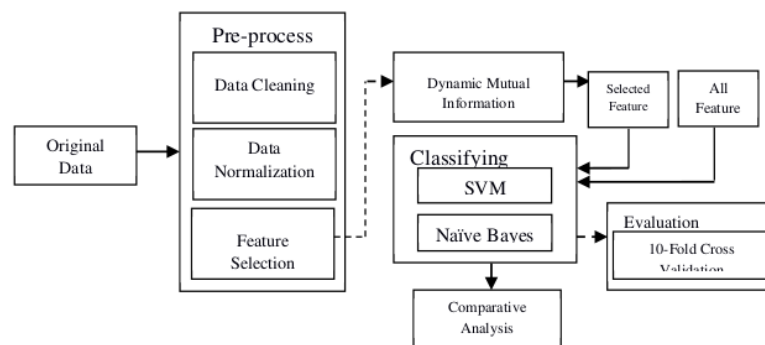 Pre-process
Data Cleaning
Data
Normalization
Feature
Selection
Original
Data
Dynamic Mutual
Information
Selected
Feature
All
Feature
Classifying
SVM
Naïve Bayes
Evaluation
10-Fold Cross
Validation
Comparative
Analysis